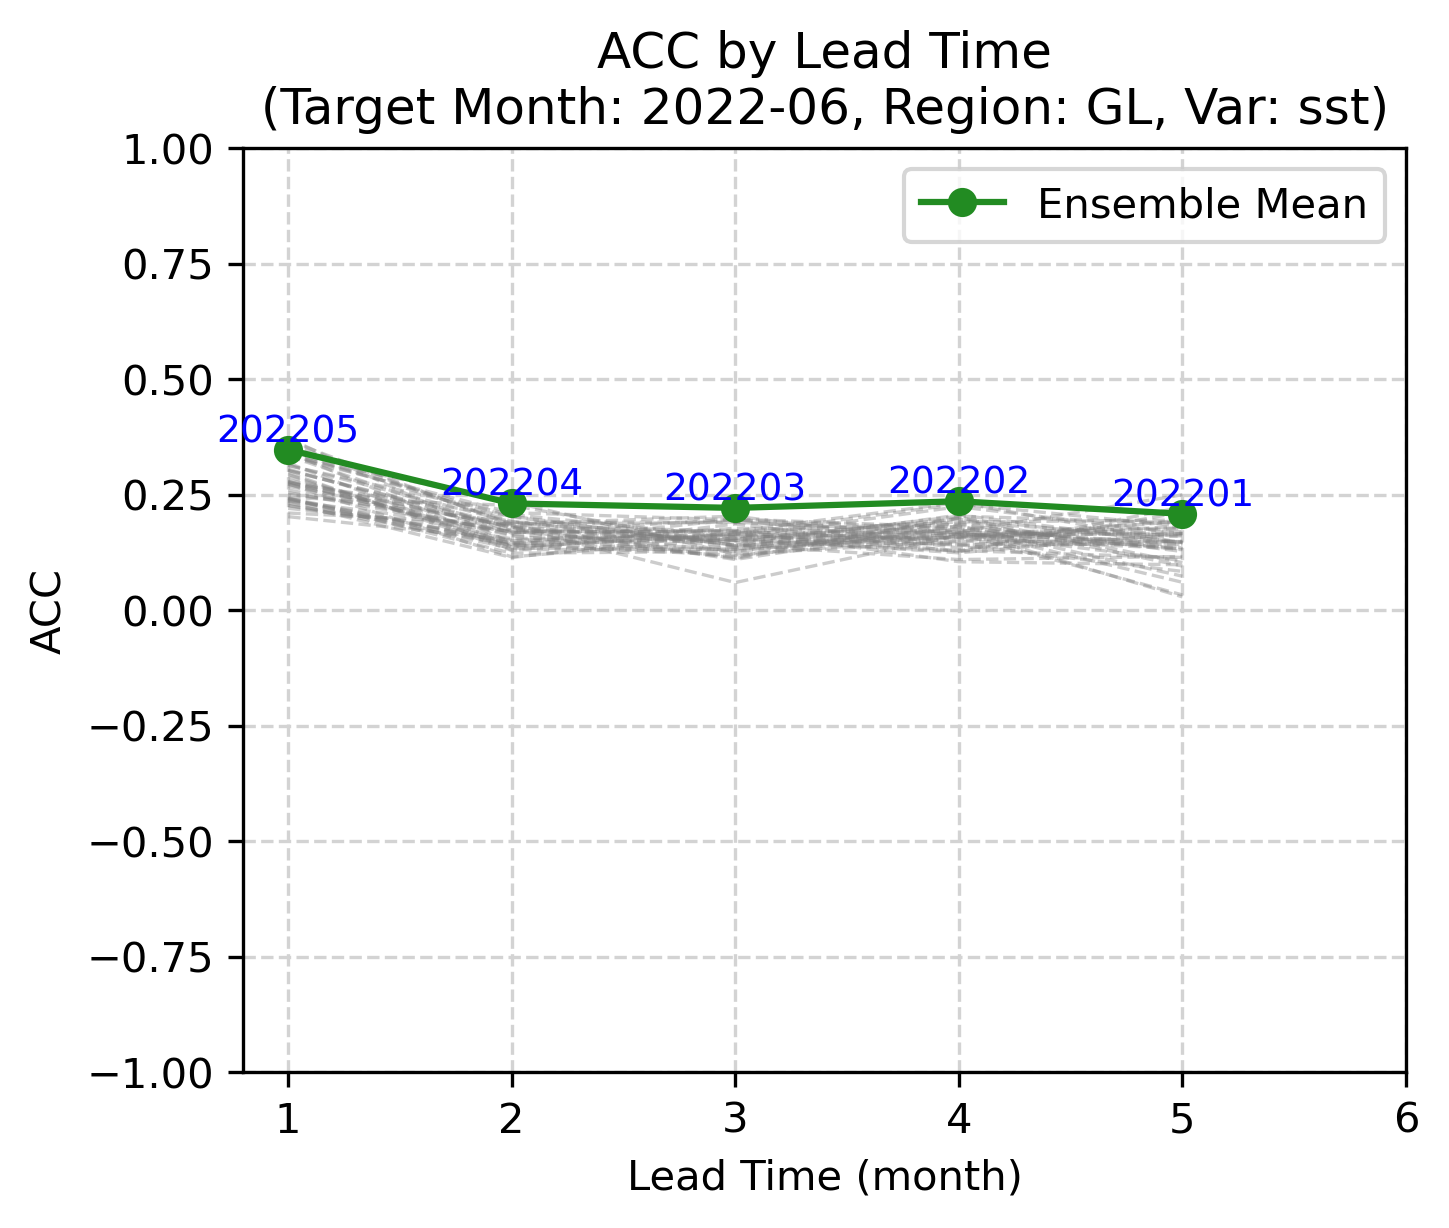 ACC by Lead Time
(Target Month: 2022-06, Region: GL, Var: sst)
1.00
0.75
0.50
0.25
0.00
−0.25
−0.50
−0.75
−1.00
ACC
Ensemble Mean
202205
202204
202203
202202
202201
1 2 3 4 5 6
Lead Time (month)